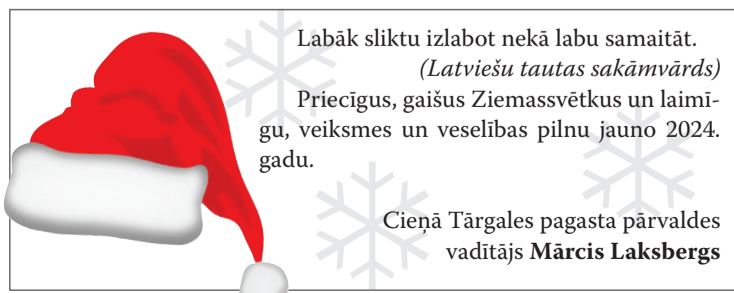 Labāk sliktu izlabot nekā labu samaitāt.
(Latviešu tautas sakāmvārds)
Priecīgus, gaišus Ziemassvētkus un laimī-
gu, veiksmes un veselības pilnu jauno 2024.
gadu.
Cieņā Tārgales pagasta pārvaldes
vadītājs Mārcis Laksbergs